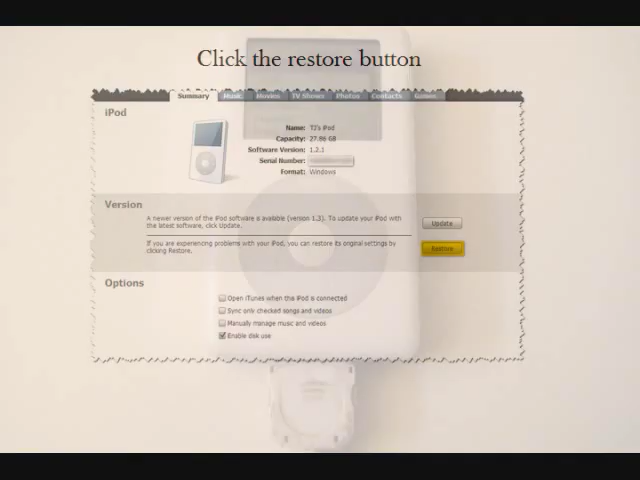 Click the restore button
Summary Music Movies TV Shows Photos Contacts Games
iPod
Name: TJ's iPod
Capacity: 27.86 GB
Software Version: 1.2.1
Serial Number:
Format: Windows
Version
A newer version of the iPod software is available (version 1.3). To update your iPod with
the latest software, click Update.
Update
If you are experiencing problems with your iPod, you can restore its original settings by
clicking Restore.
Restore
Options
Open iTunes when this iPod is connected
Sync only checked songs and videos
Manually manage music and videos
Enable disk use